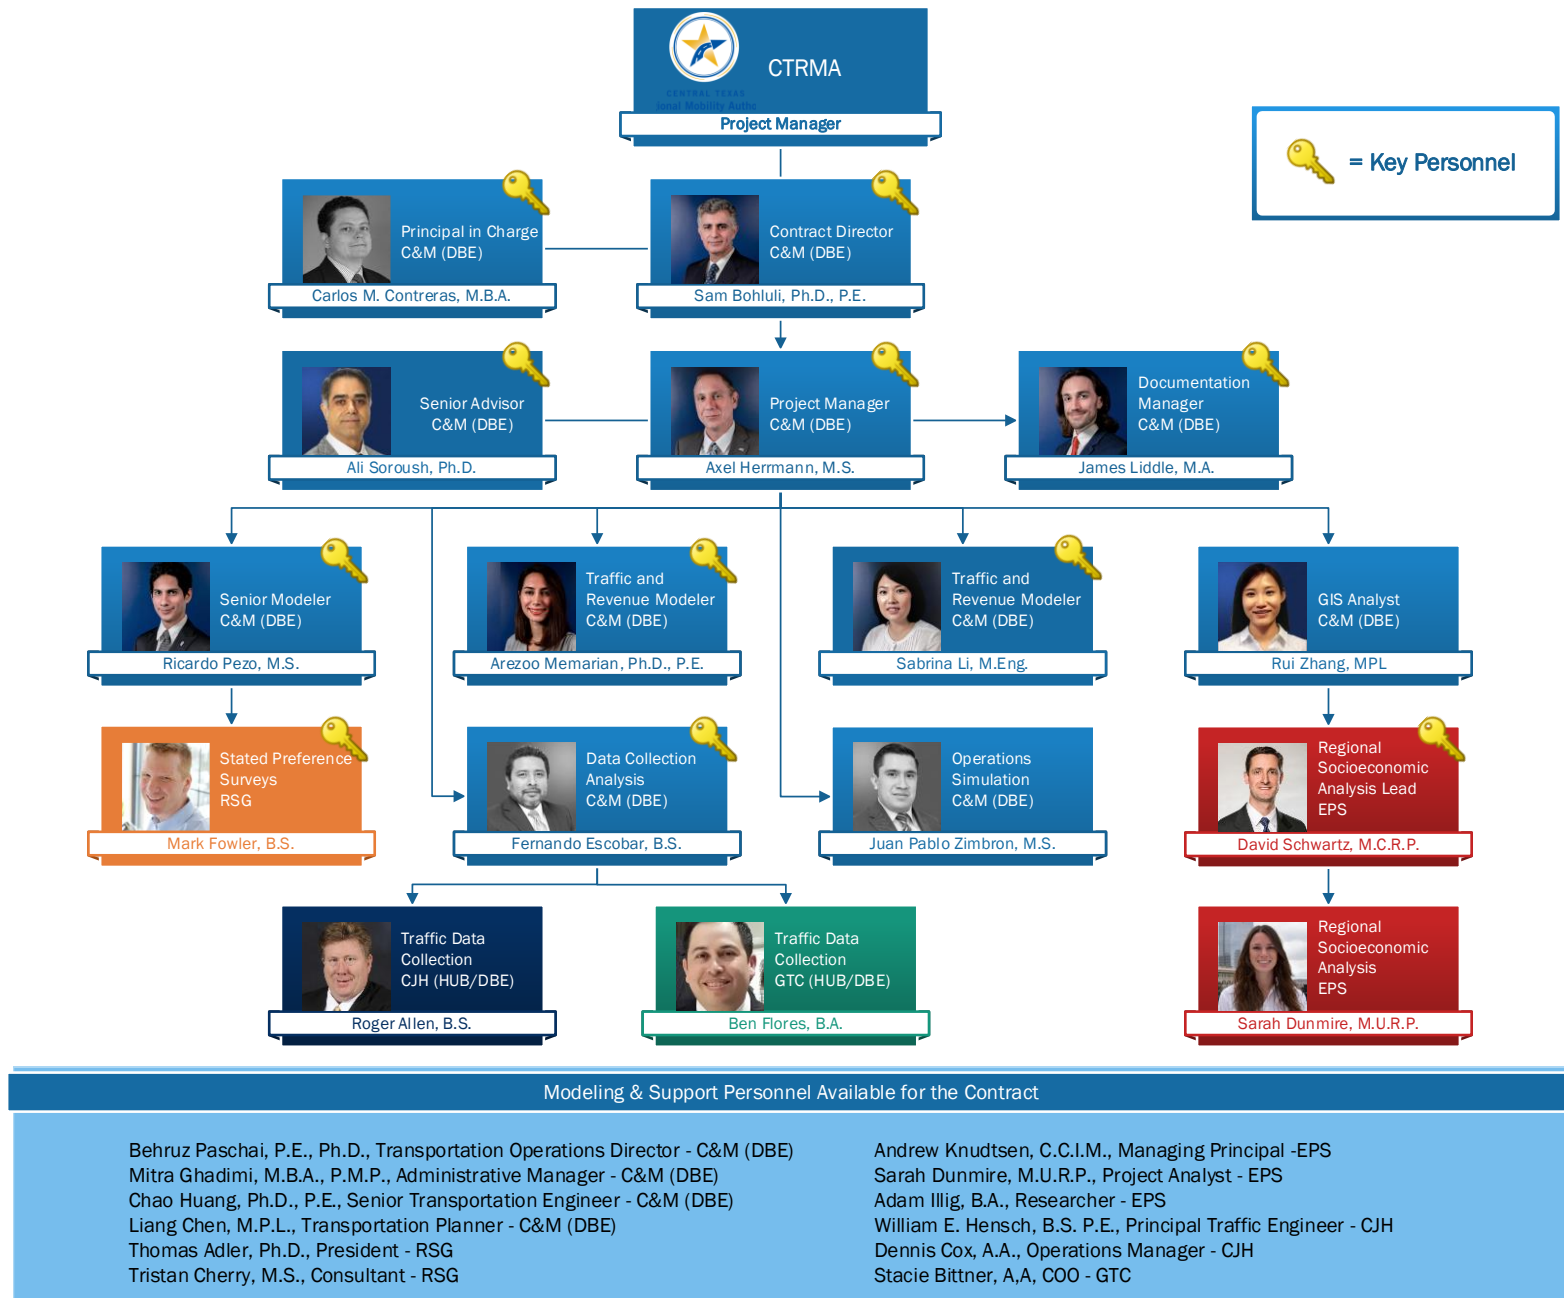 CTRMA
CENTRAL TEXAS
ional Mobility Autho
Project Manager
= Key Personnel
Principal in Charge
C&M (DBE)
Carlos M. Contreras, M.B.A.
Contract Director
C&M (DBE)
Sam Bohluli, Ph.D., P.E.
Senior Advisor
C&M (DBE)
Ali Soroush, Ph.D.
Project Manager
C&M (DBE)
Axel Herrmann, M.S.
Documentation
Manager
C&M (DBE)
James Liddle, M.A.
Senior Modeler
C&M (DBE)
Ricardo Pezo, M.S.
Traffic and
Revenue Modeler
C&M (DBE)
Arezoo Memarian, Ph.D., P.E.
Traffic and
Revenue Modeler
C&M (DBE)
Sabrina Li, M.Eng.
GIS Analyst
C&M (DBE)
Rui Zhang, MPL
Stated Preference
Surveys
RSG
Mark Fowler, B.S.
Data Collection
Analysis
C&M (DBE)
Fernando Escobar, B.S.
Operations
Simulation
C&M (DBE)
Juan Pablo Zimbron, M.S.
Regional
Socioeconomic
Analysis Lead
EPS
David Schwartz, M.C.R.P.
Traffic Data
Collection
CJH (HUB/DBE)
Roger Allen, B.S.
Traffic Data
Collection
GTC (HUB/DBE)
Ben Flores, B.A.
Regional
Socioeconomic
Analysis
EPS
Sarah Dunmire, M.U.R.P.
Modeling & Support Personnel Available for the Contract
Behruz Paschai, P.E., Ph.D., Transportation Operations Director - C&M (DBE)
Mitra Ghadimi, M.B.A., P.M.P., Administrative Manager - C&M (DBE)
Chao Huang, Ph.D., P.E., Senior Transportation Engineer - C&M (DBE)
Liang Chen, M.P.L., Transportation Planner - C&M (DBE)
Thomas Adler, Ph.D., President - RSG
Tristan Cherry, M.S., Consultant - RSG
Andrew Knudtsen, C.C.I.M., Managing Principal -EPS
Sarah Dunmire, M.U.R.P., Project Analyst - EPS
Adam Illig, B.A., Researcher - EPS
William E. Hensch, B.S. P.E., Principal Traffic Engineer - CJH
Dennis Cox, A.A., Operations Manager - CJH
Stacie Bittner, A,A, COO - GTC